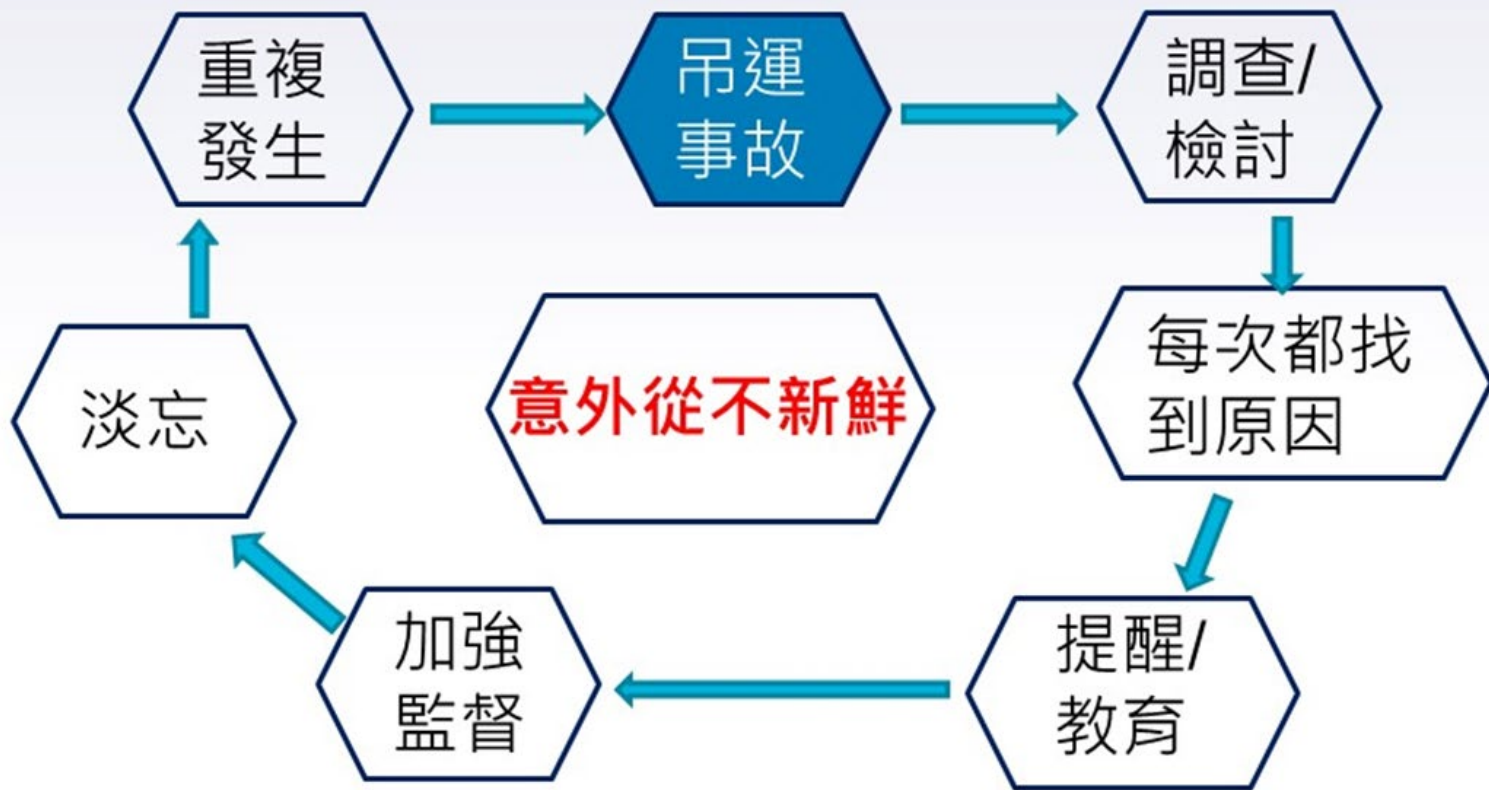 重複
發生
吊運
事故
調查/
檢討
每次都找
到原因
意外從不新鮮
淡忘
加強
監督
提醒/
教育